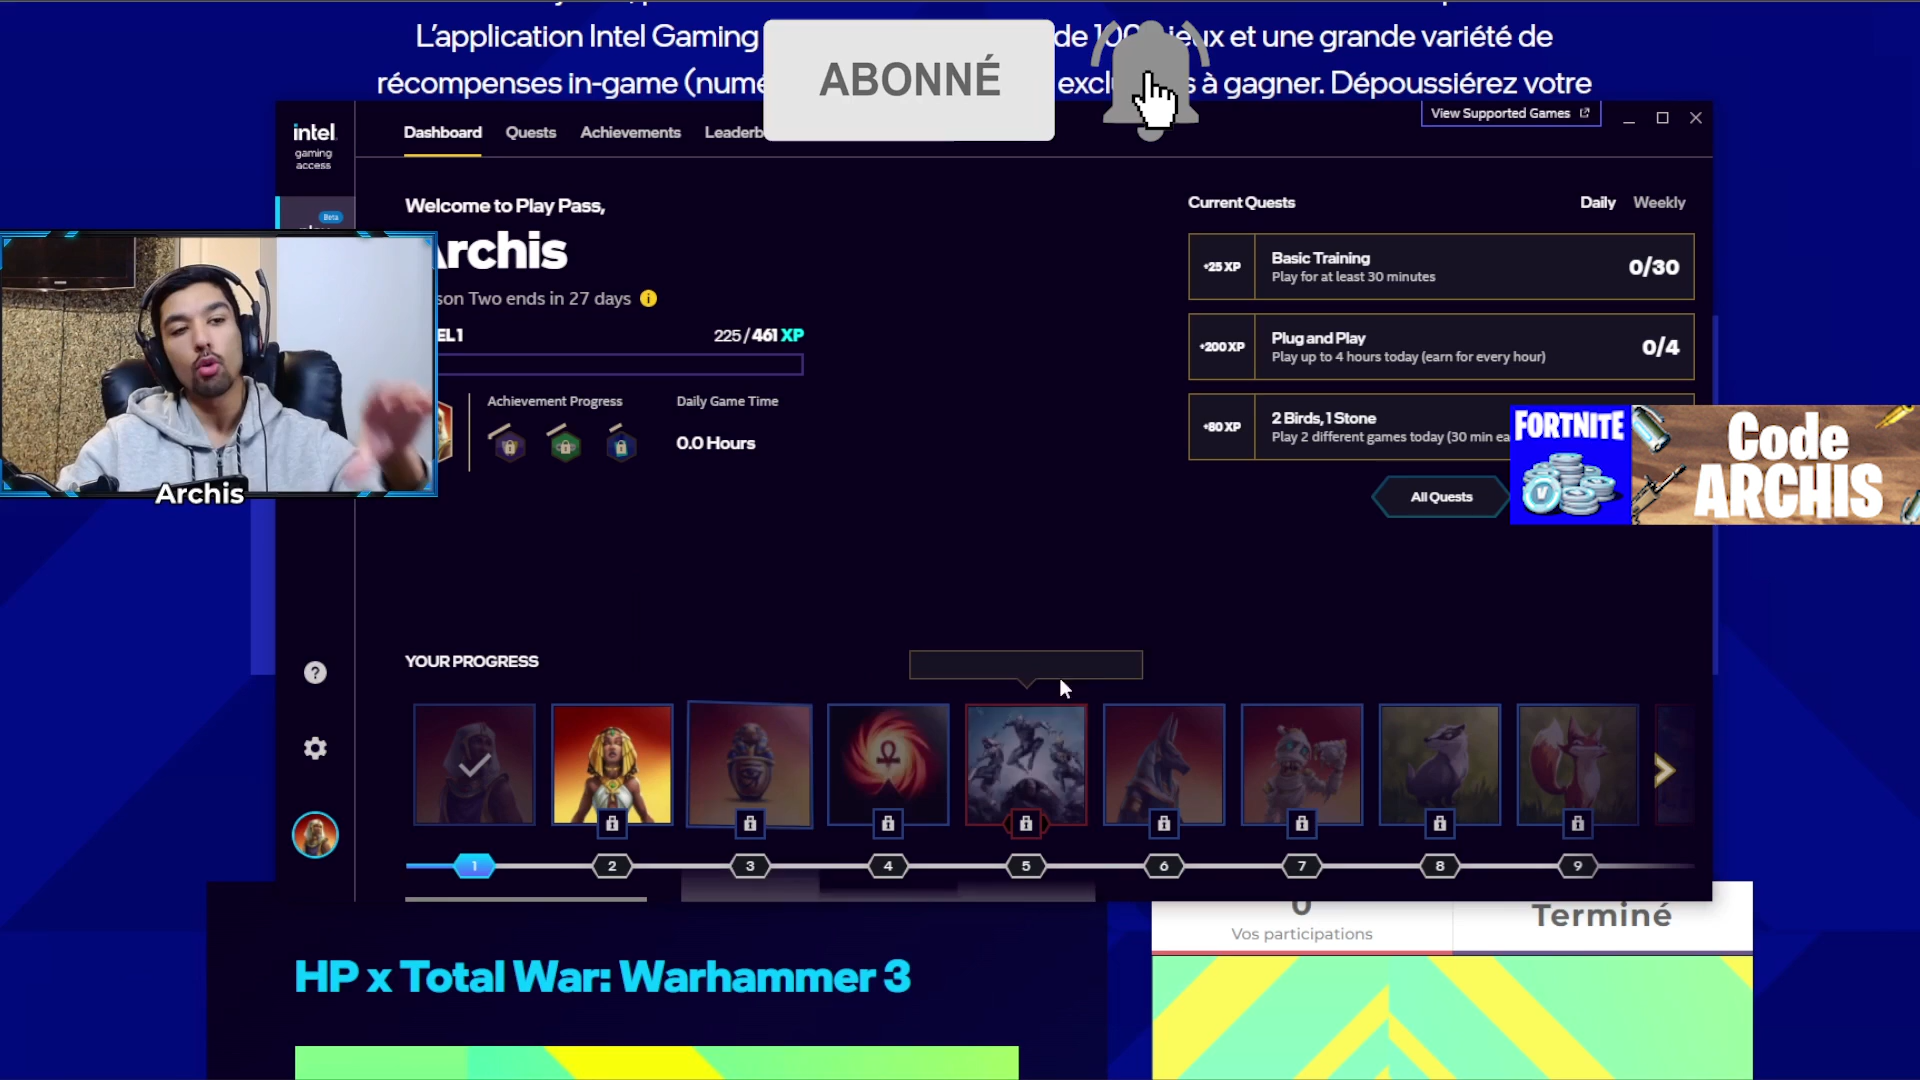 L'application Intel Gaming
de 100 jeux et une grande variété de
récompenses in-game (numé
à gagner. Dépoussiérez votre
ABONNÉ
intel.
gaming
access
Dashboard
Quests
Achievements
Leaderb
View Supported Games
Beta
Welcome to Play Pass,
Archis
son Two ends in 27 days
EL 1
225 / 461 XP
Achievement Progress
Daily Game Time
0.0 Hours
Current Quests
Daily
Weekly
+25 XP
Basic Training
Play for at least 30 minutes
0/30
+200 XP
Plug and Play
Play up to 4 hours today (earn for every hour)
0/4
+80 XP
2 Birds, 1 Stone
Play 2 different games today (30 min ea
All Quests
FORTNITE
Code
ARCHIS
Archis
YOUR PROGRESS
1
2
3
4
5
6
7
8
9
0
Vos participations
Terminé
HP x Total War: Warhammer 3